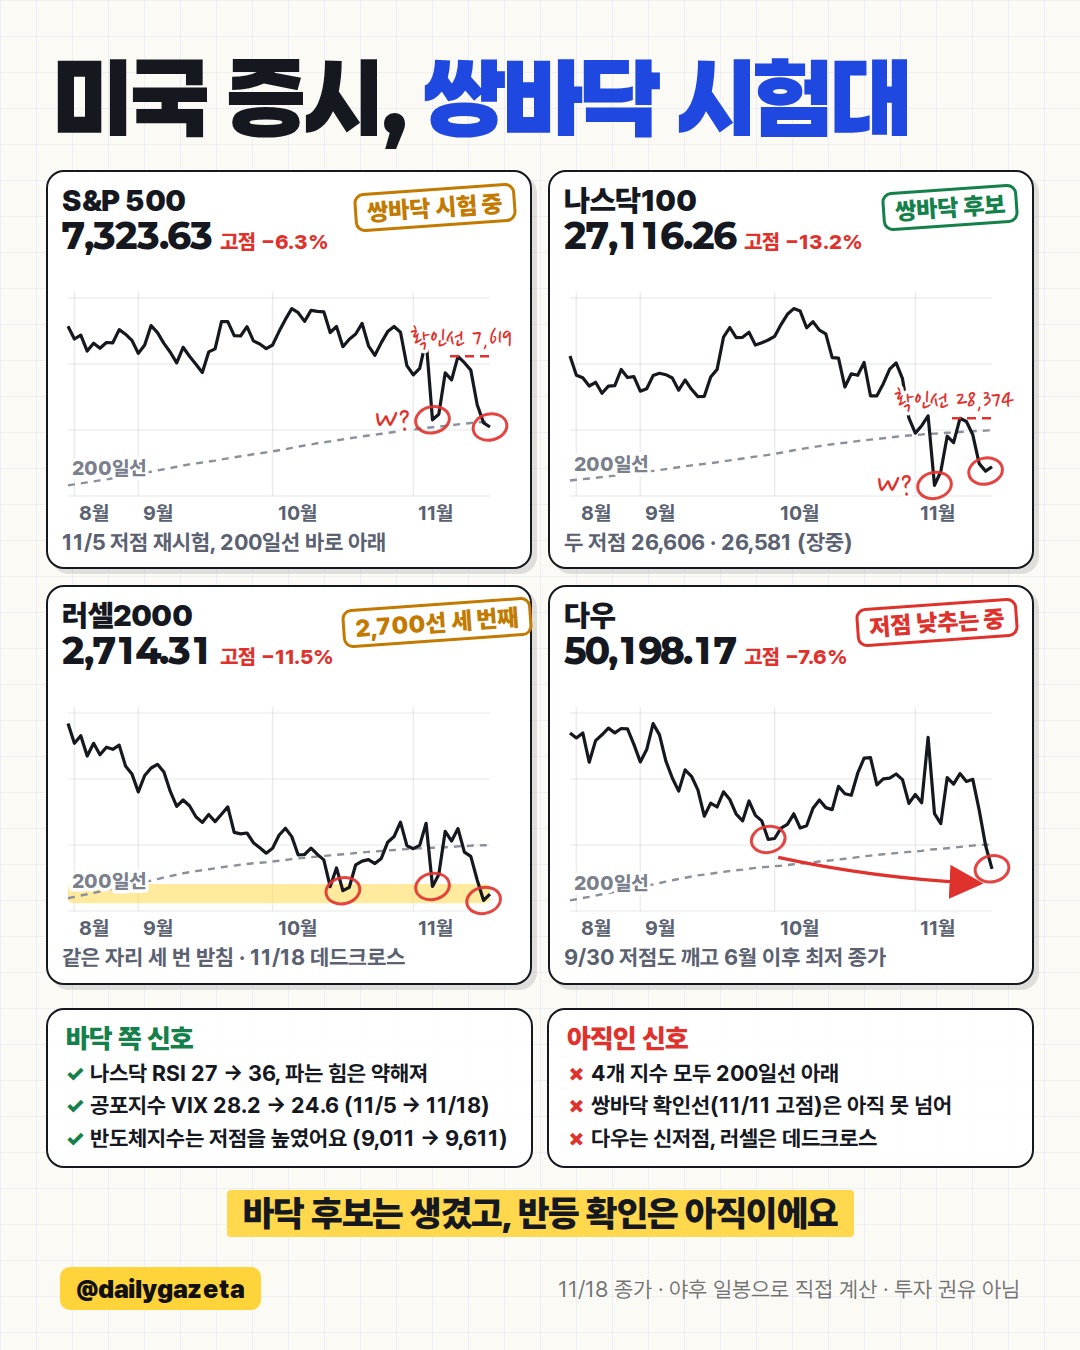 미국 증시, 쌍바닥 시험대
S&P 500
쌍바닥 시험 중
7,323.63 고점 −6.3%
확인선 7,619
W?
200일선
8월 9월 10월 11월
11/5 저점 재시험, 200일선 바로 아래
나스닥100
쌍바닥 후보
27,116.26 고점 −13.2%
확인선 28,374
200일선
W?
8월 9월 10월 11월
두 저점 26,606 · 26,581 (장중)
러셀2000
2,700선 세 번째
2,714.31 고점 −11.5%
200일선
8월 9월 10월 11월
같은 자리 세 번 받침 · 11/18 데드크로스
다우
저점 낮추는 중
50,198.17 고점 −7.6%
200일선
8월 9월 10월 11월
9/30 저점도 깨고 6월 이후 최저 종가
바닥 쪽 신호
✓ 나스닥 RSI 27 → 36, 파는 힘은 약해져
✓ 공포지수 VIX 28.2 → 24.6 (11/5 → 11/18)
✓ 반도체지수는 저점을 높였어요 (9,011 → 9,611)
아직인 신호
× 4개 지수 모두 200일선 아래
× 쌍바닥 확인선(11/11 고점)은 아직 못 넘어
× 다우는 신저점, 러셀은 데드크로스
바닥 후보는 생겼고, 반등 확인은 아직이에요
@dailygazeta
11/18 종가 · 야후 일봉으로 직접 계산 · 투자 권유 아님